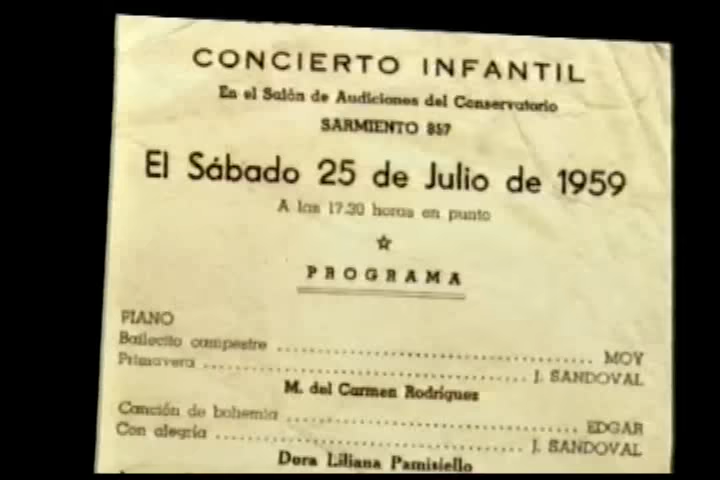 CONCIERTO INFANTIL
En el Salón de Audiciones del Conservatorio
SARMIENTO 857
El Sábado 25 de Julio de 1959
A las 17.30 horas en punto
PROGRAMA
PIANO
Bailecito campestre ........................................ MOY
Primavera ........................................ J. SANDOVAL
M. del Carmen Rodríguez
Canción de bohemia ........................................ EDGAR
Con alegría ........................................ J. SANDOVAL
Dora Liliana Pamisiello